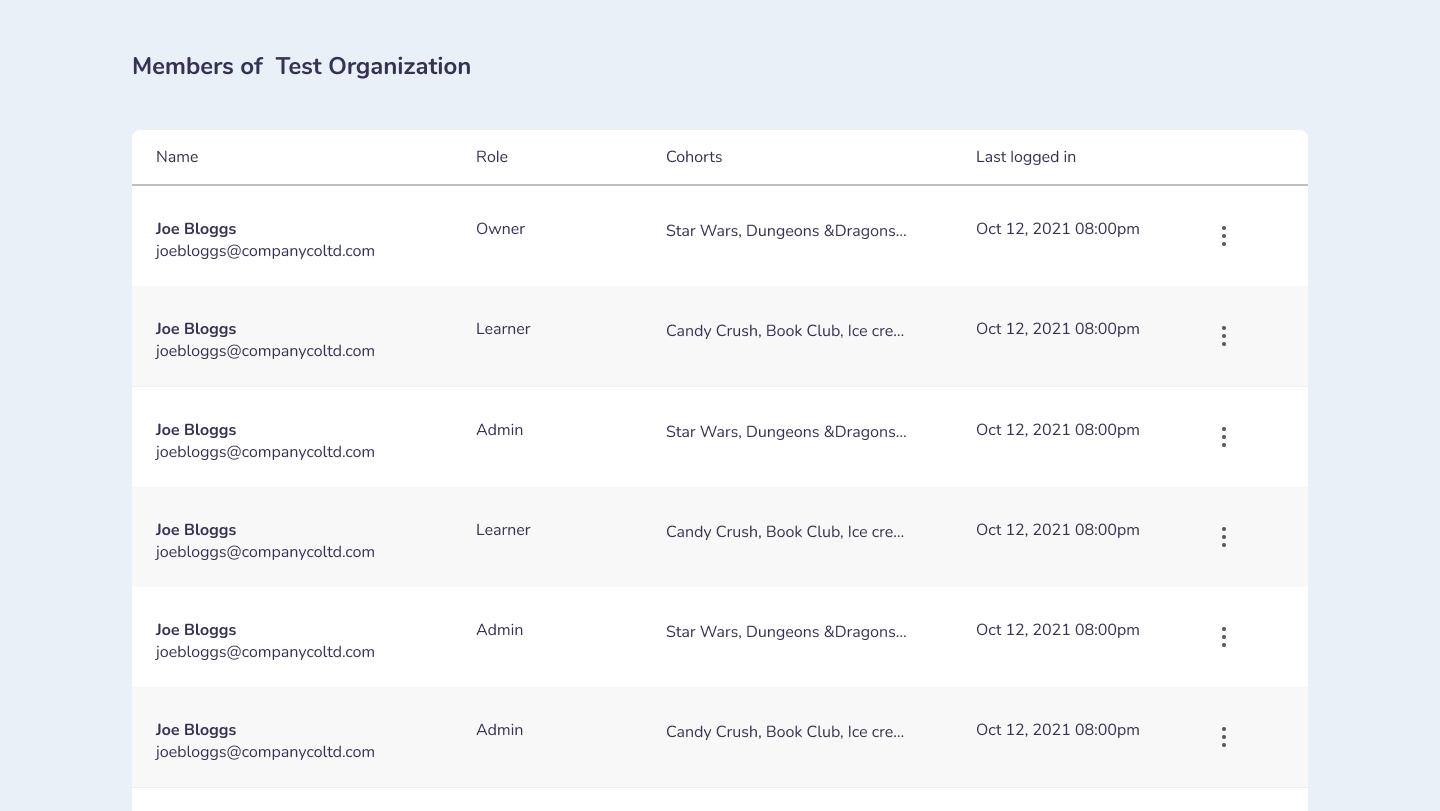 Members of  Test Organization
Name Role Cohorts Last logged in
Joe Bloggs Owner Star Wars, Dungeons &Dragons... Oct 12, 2021 08:00pm
joebloggs@companycoltd.com
Joe Bloggs Learner Candy Crush, Book Club, Ice cre... Oct 12, 2021 08:00pm
joebloggs@companycoltd.com
Joe Bloggs Admin Star Wars, Dungeons &Dragons... Oct 12, 2021 08:00pm
joebloggs@companycoltd.com
Joe Bloggs Learner Candy Crush, Book Club, Ice cre... Oct 12, 2021 08:00pm
joebloggs@companycoltd.com
Joe Bloggs Admin Star Wars, Dungeons &Dragons... Oct 12, 2021 08:00pm
joebloggs@companycoltd.com
Joe Bloggs Admin Candy Crush, Book Club, Ice cre... Oct 12, 2021 08:00pm
joebloggs@companycoltd.com